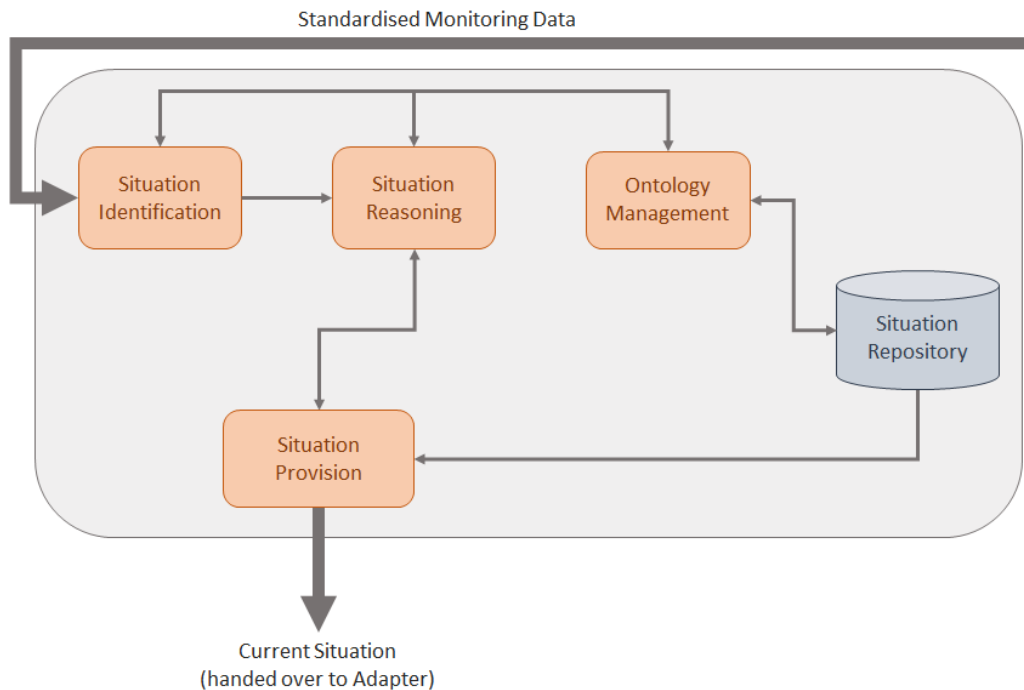 Standardised Monitoring Data
Situation
Identification
Situation
Reasoning
Ontology
Management
Situation
Repository
Situation
Provision
Current Situation
(handed over to Adapter)